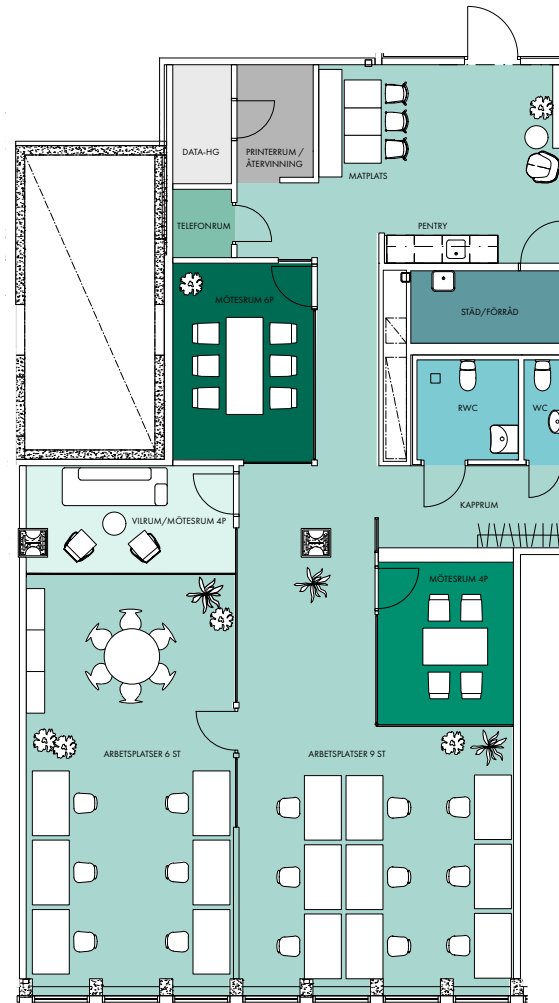 DATA-HG
PRINTERRUM /
ÅTERVINNING
MATPLATS
TELEFONRUM
PENTRY
MÖTESRUM 6P
STÄD/FÖRRÅD
RWC
WC
VILRUM/MÖTESRUM 4P
KAPPRUM
MÖTESRUM 4P
ARBETSPLATSER 6 ST
ARBETSPLATSER 9 ST